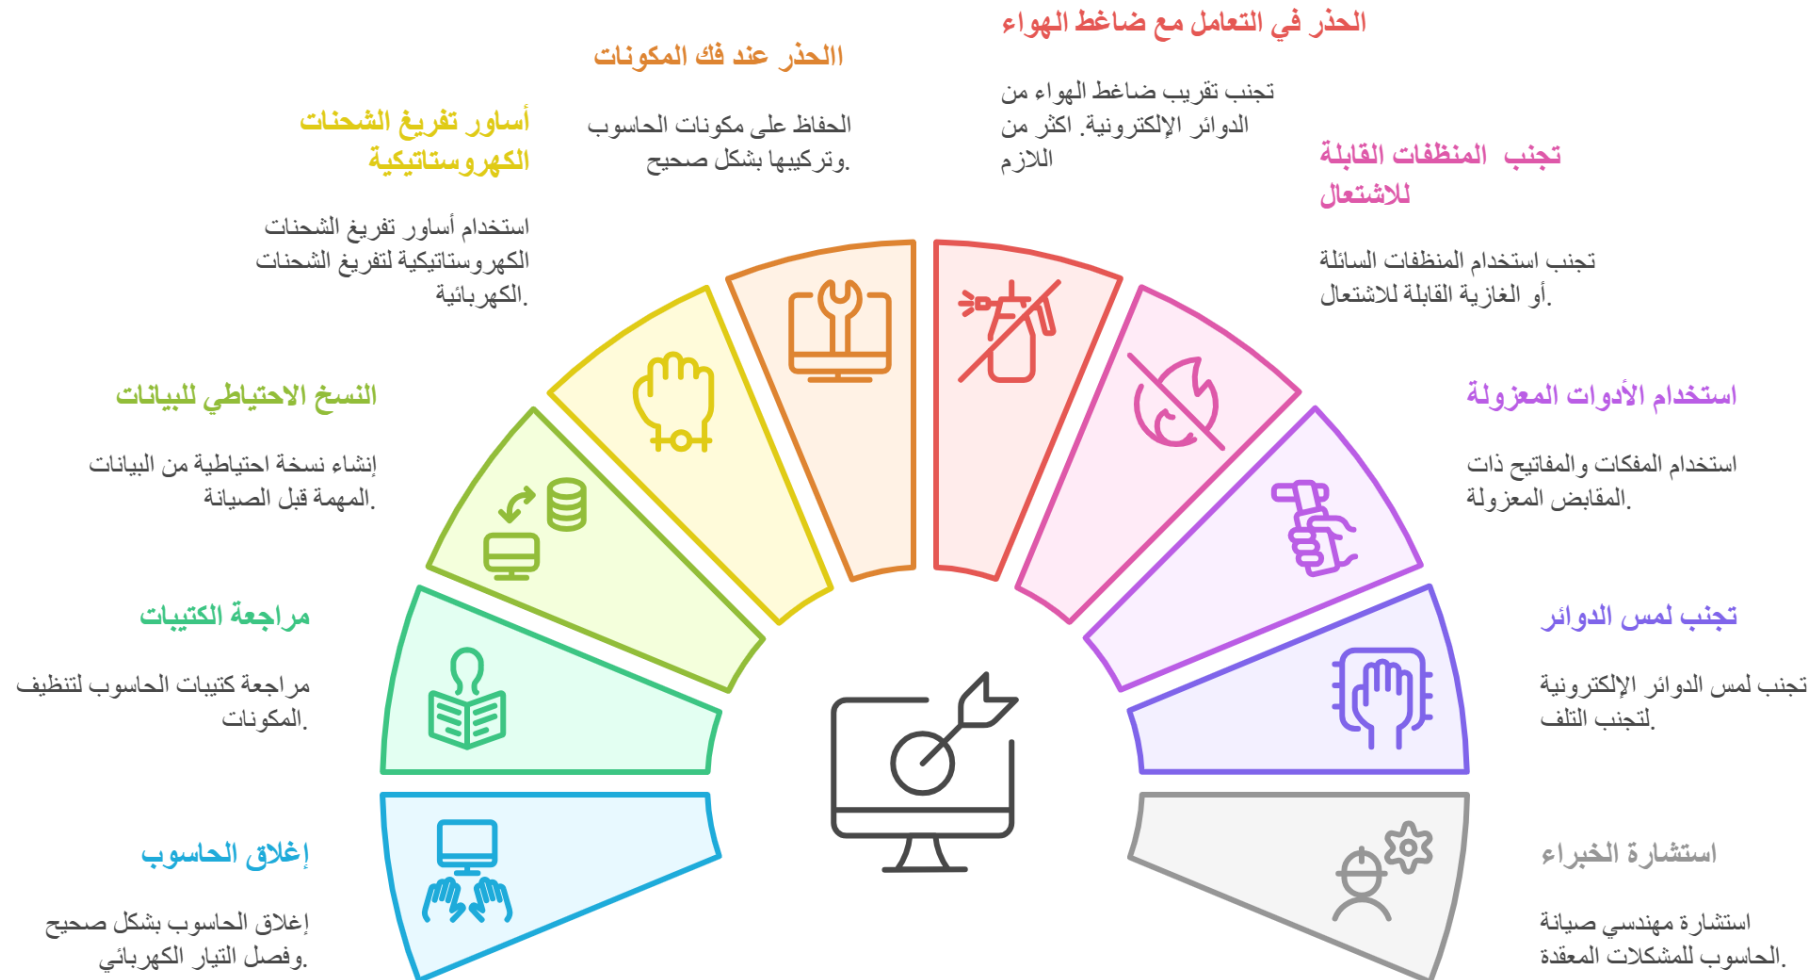 إغلاق الحاسوب
إغلاق الحاسوب بشكل صحيح
وفصل التيار الكهربائي.
مراجعة الكتيبات
مراجعة كتيبات الحاسوب لتنظيف
المكونات.
النسخ الاحتياطي للبيانات
إنشاء نسخة احتياطية من البيانات
المهمة قبل الصيانة.
أساور تفريغ الشحنات
الكهروستاتيكية
استخدام أساور تفريغ الشحنات
الكهروستاتيكية لتفريغ الشحنات
الكهربائية.
االحذر عند فك المكونات
الحفاظ على مكونات الحاسوب
وتركيبها بشكل صحيح.
الحذر في التعامل مع ضاغط الهواء
تجنب تقريب ضاغط الهواء من
الدوائر الإلكترونية. اكثر من
اللازم
تجنب المنظفات القابلة
للاشتعال
تجنب استخدام المنظفات السائلة
أو الغازية القابلة للاشتعال.
استخدام الأدوات المعزولة
استخدام المفكات والمفاتيح ذات
المقابض المعزولة.
تجنب لمس الدوائر
تجنب لمس الدوائر الإلكترونية
لتجنب التلف.
استشارة الخبراء
استشارة مهندسي صيانة
الحاسوب للمشكلات المعقدة.